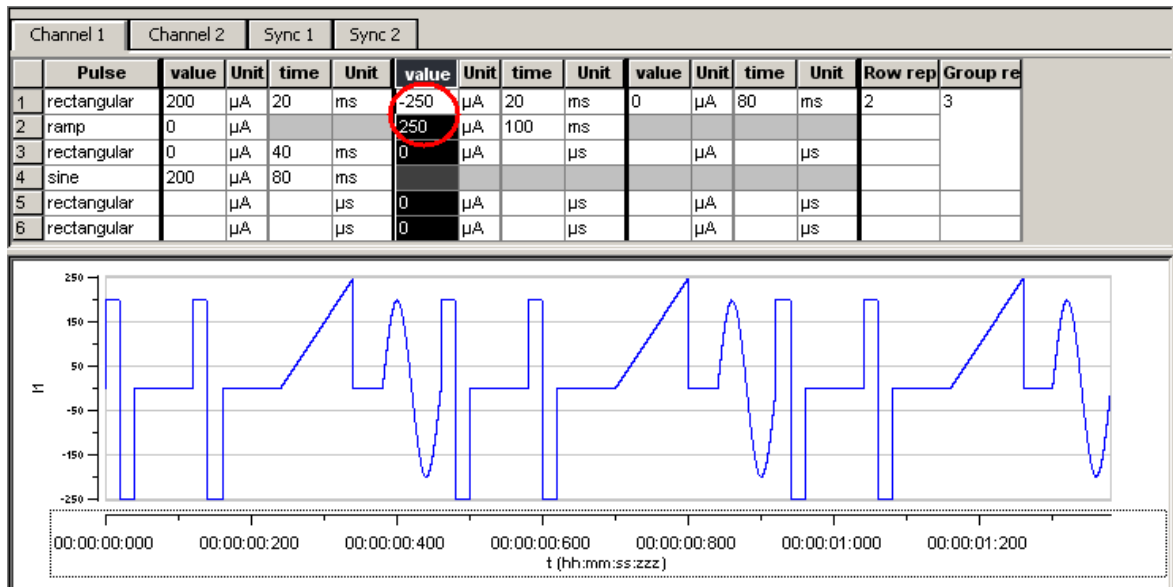 Channel 1 Channel 2 Sync 1 Sync 2
Pulse value Unit time Unit value Unit time Unit value Unit time Unit Row rep Group re
1 rectangular 200 µA 20 ms -250 µA 20 ms 0 µA 80 ms 2 3
2 ramp 0 µA 250 µA 100 ms
3 rectangular 0 µA 40 ms 0 µA µs µA µs
4 sine 200 µA 80 ms
5 rectangular µA µs 0 µA µs µA µs
6 rectangular µA µs 0 µA µs µA µs
250
150
50
-50
-150
-250
00:00:00:000 00:00:00:200 00:00:00:400 00:00:00:600 00:00:00:800 00:00:01:000 00:00:01:200
t (hh:mm:ss:zzz)